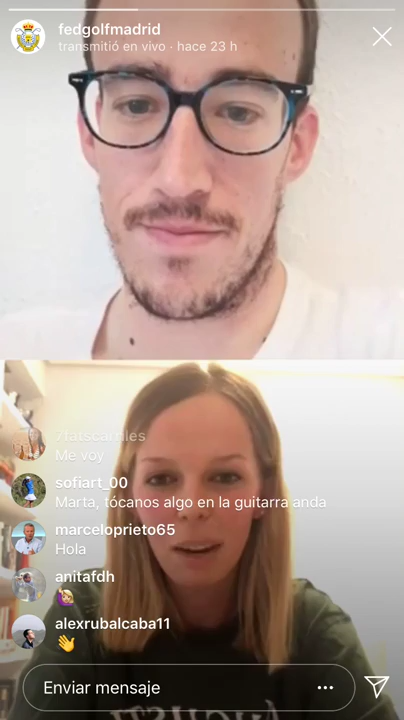 fedgolfmadrid
transmitió en vivo · hace 23 h
Me voy
sofiart_00
Marta, tócanos algo en la guitarra anda
marceloprieto65
Hola
anitafdh
🙋🏼‍♀️
alexrubalcaba11
👋
Enviar mensaje